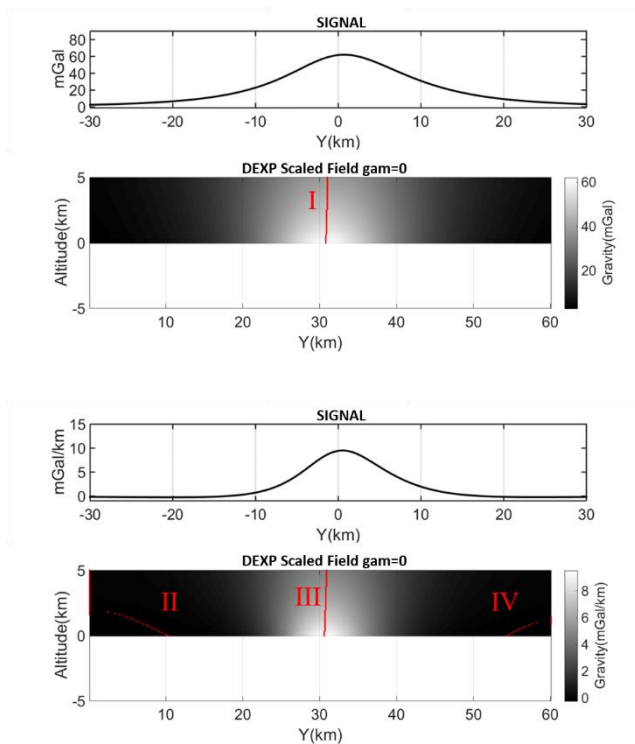 SIGNAL
mGal
80
60
40
20
0
-30 -20 -10 0 10 20 30
Y(km)
DEXP Scaled Field gam=0
Altitude(km)
5
0
-5
I
10 20 30 40 50 60
Y(km)
60
40
20
Gravity(mGal)
SIGNAL
mGal/km
15
10
5
0
-30 -20 -10 0 10 20 30
Y(km)
DEXP Scaled Field gam=0
Altitude(km)
5
0
-5
II III IV
10 20 30 40 50 60
Y(km)
8
6
4
2
0
Gravity(mGal/km)